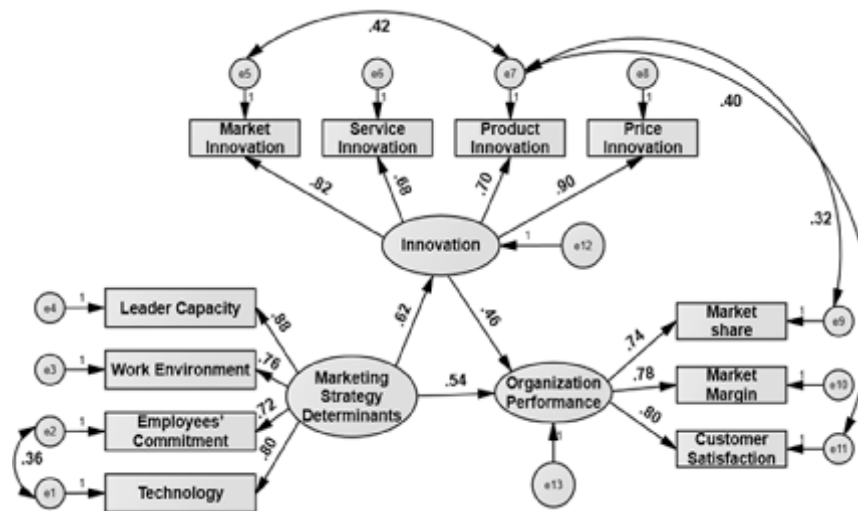 .42
e5
e6
e7
e8
1
1
1
1
.40
Market
Innovation
Service
Innovation
Product
Innovation
Price
Innovation
.82
.68
.70
.90
.32
Innovation
1
e12
e4
1
Leader Capacity
.88
.62
.46
Market
share
1
e9
.74
e3
1
Work Environment
.76
Marketing
Strategy
Determinants
.54
Organization
Performance
.78
Market
Margin
1
e10
e2
1
Employees'
Commitment
.72
.80
Customer
Satisfaction
1
e11
.36
1
e1
1
Technology
.80
e13